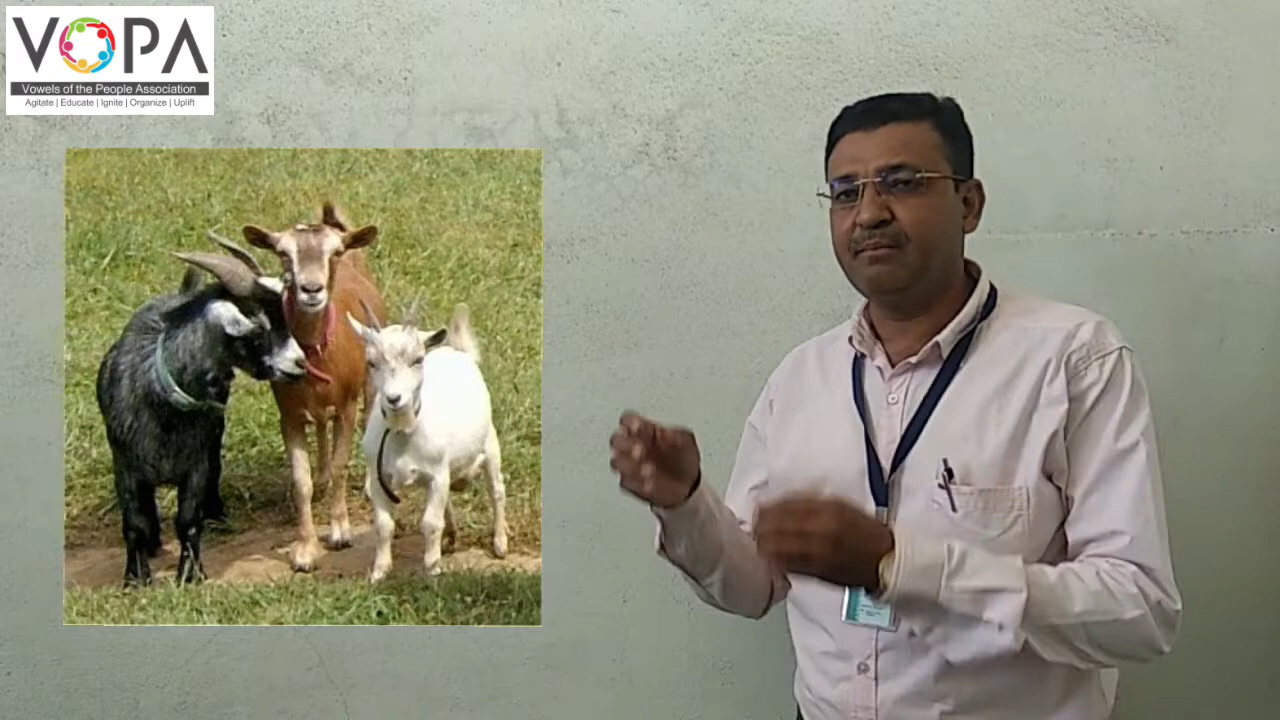 VOPA
Vowels of the People Association
Agitate | Educate | Ignite | Organize | Uplift